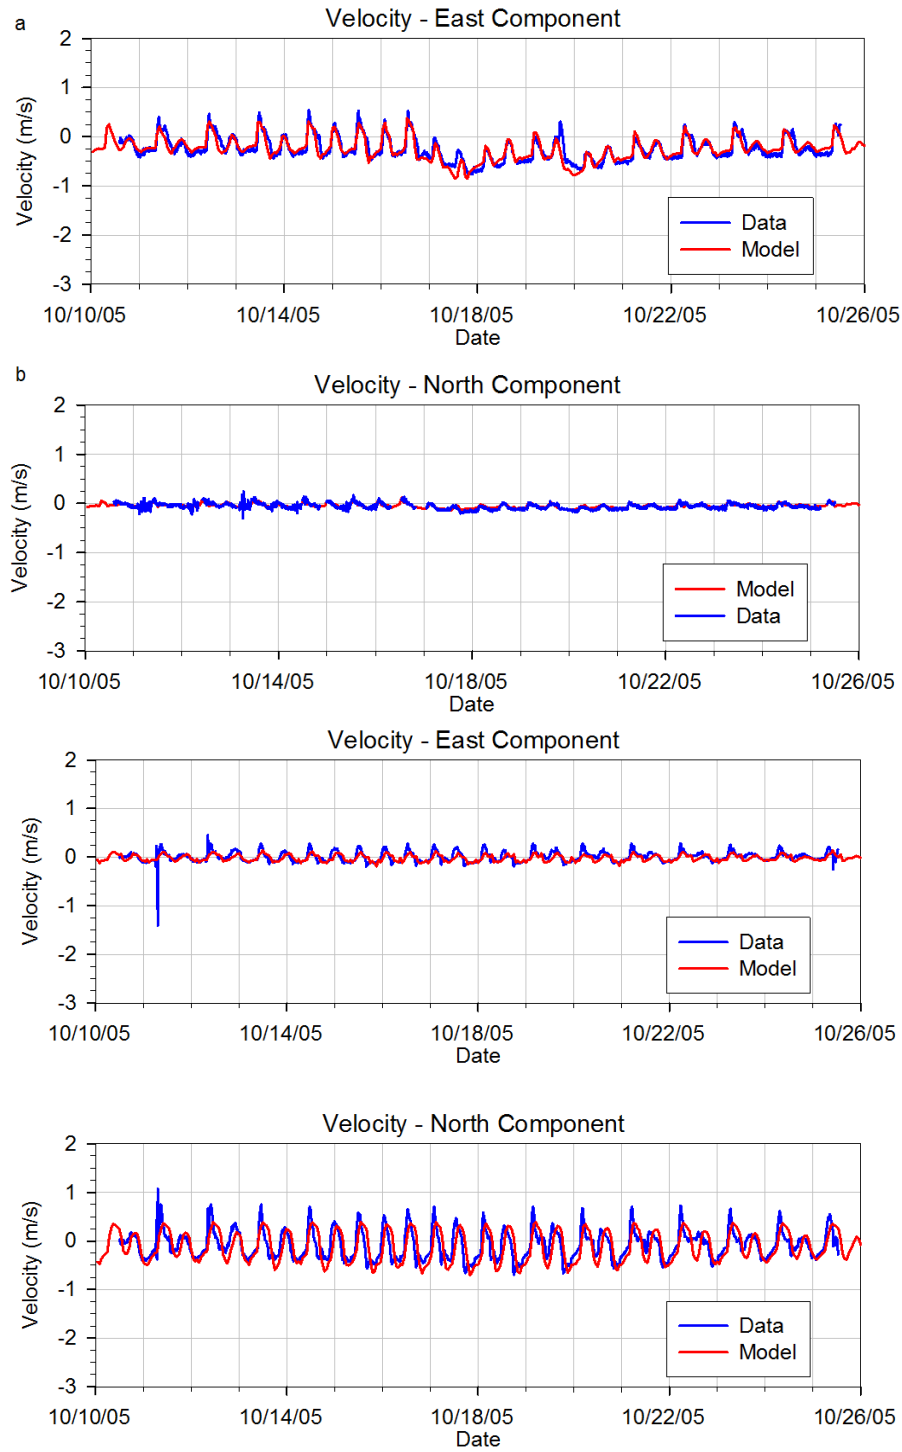 a
Velocity - East Component
2
1
0
-1
-2
-3
Velocity (m/s)
Data
Model
10/10/05 10/14/05 10/18/05 10/22/05 10/26/05
Date
b
Velocity - North Component
2
1
0
-1
-2
-3
Velocity (m/s)
Model
Data
10/10/05 10/14/05 10/18/05 10/22/05 10/26/05
Date
Velocity - East Component
2
1
0
-1
-2
-3
Velocity (m/s)
Data
Model
10/10/05 10/14/05 10/18/05 10/22/05 10/26/05
Date
Velocity - North Component
2
1
0
-1
-2
-3
Velocity (m/s)
Data
Model
10/10/05 10/14/05 10/18/05 10/22/05 10/26/05
Date